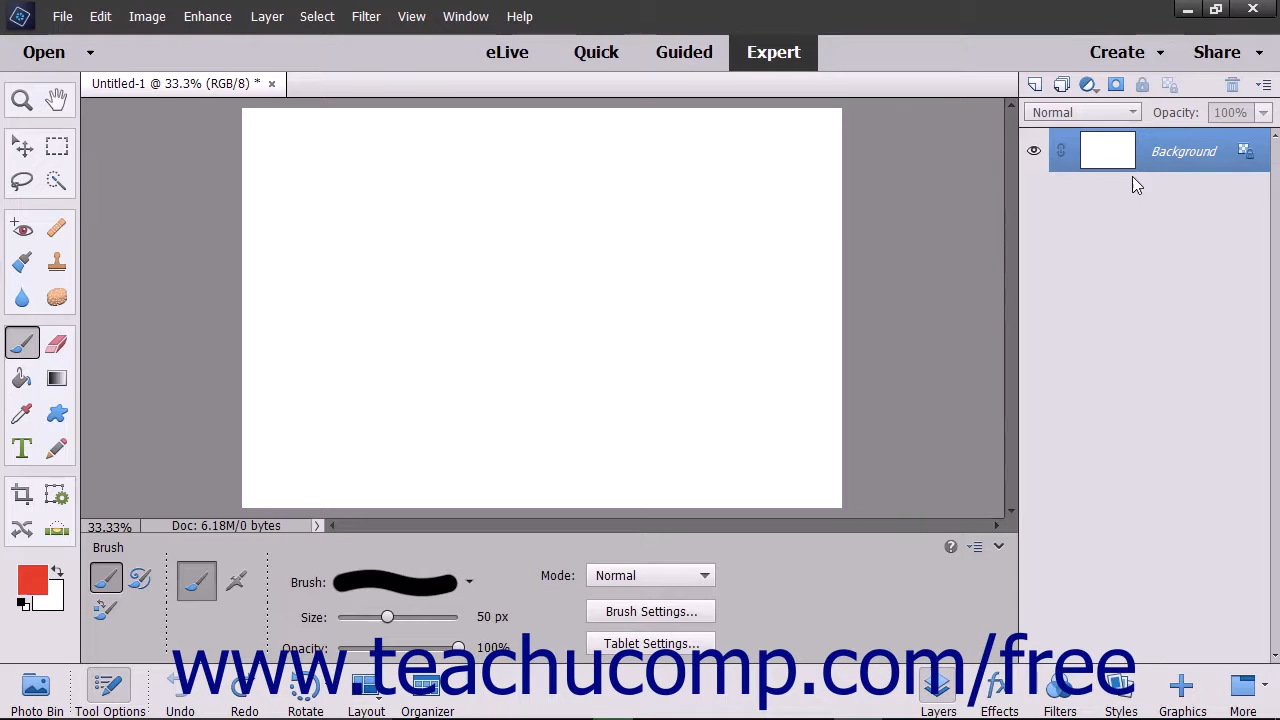 File Edit Image Enhance Layer Select Filter View Window Help
Open eLive Quick Guided Expert Create Share
Untitled-1 @ 33.3% (RGB/8) * ×
Normal Opacity: 100%
Background
33.33% Doc: 6.18M/0 bytes
Brush
Brush: Mode: Normal
Size: 50 px Brush Settings...
Opacity: 100% Tablet Settings...
www.teachucomp.com/free
Photo Bin Tool Options Undo Redo Rotate Layout Organizer Layers Effects Filters Styles Graphics More